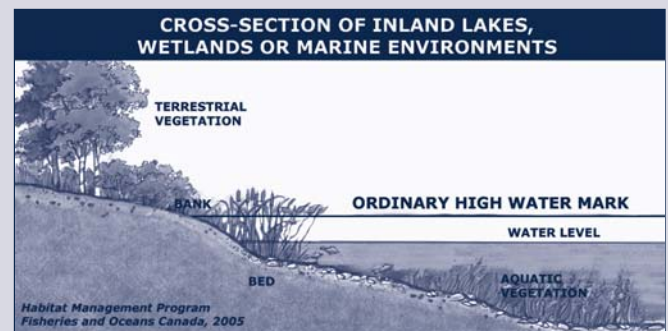 CROSS-SECTION OF INLAND LAKES,
WETLANDS OR MARINE ENVIRONMENTS
TERRESTRIAL
VEGETATION
BANK
ORDINARY HIGH WATER MARK
WATER LEVEL
BED
AQUATIC
VEGETATION
Habitat Management Program
Fisheries and Oceans Canada, 2005